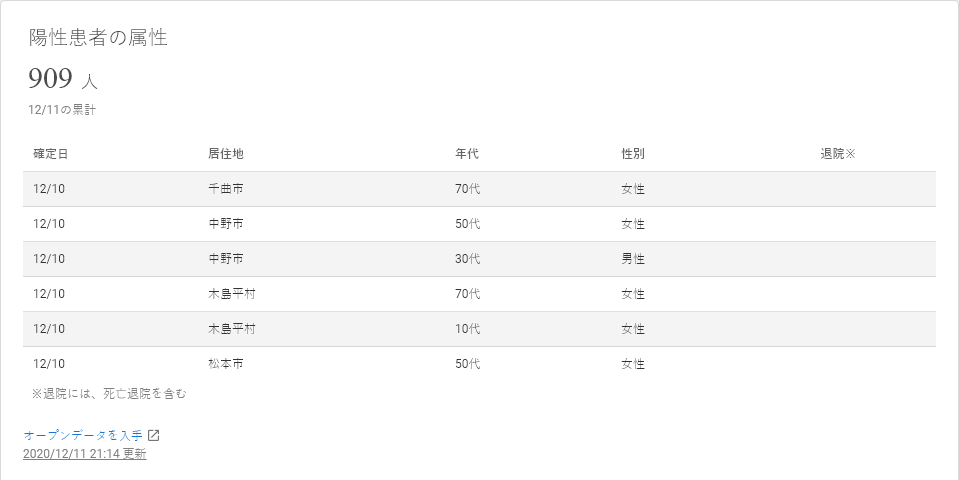 陽性患者の属性
909 人
12/11の累計
確定日 居住地 年代 性別 退院※
12/10 千曲市 70代 女性
12/10 中野市 50代 女性
12/10 中野市 30代 男性
12/10 木島平村 70代 女性
12/10 木島平村 10代 女性
12/10 松本市 50代 女性
※退院には、死亡退院を含む
オープンデータを入手
2020/12/11 21:14 更新